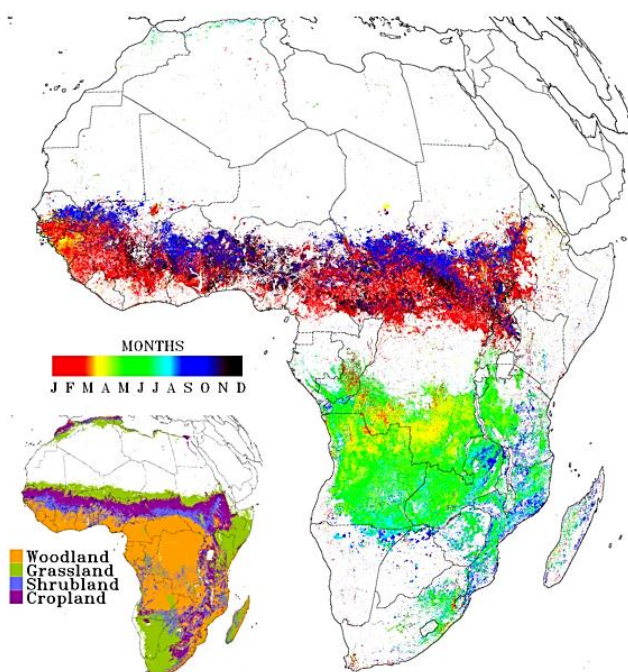 MONTHS
J F M A M J J A S O N D
Woodland
Grassland
Shrubland
Cropland